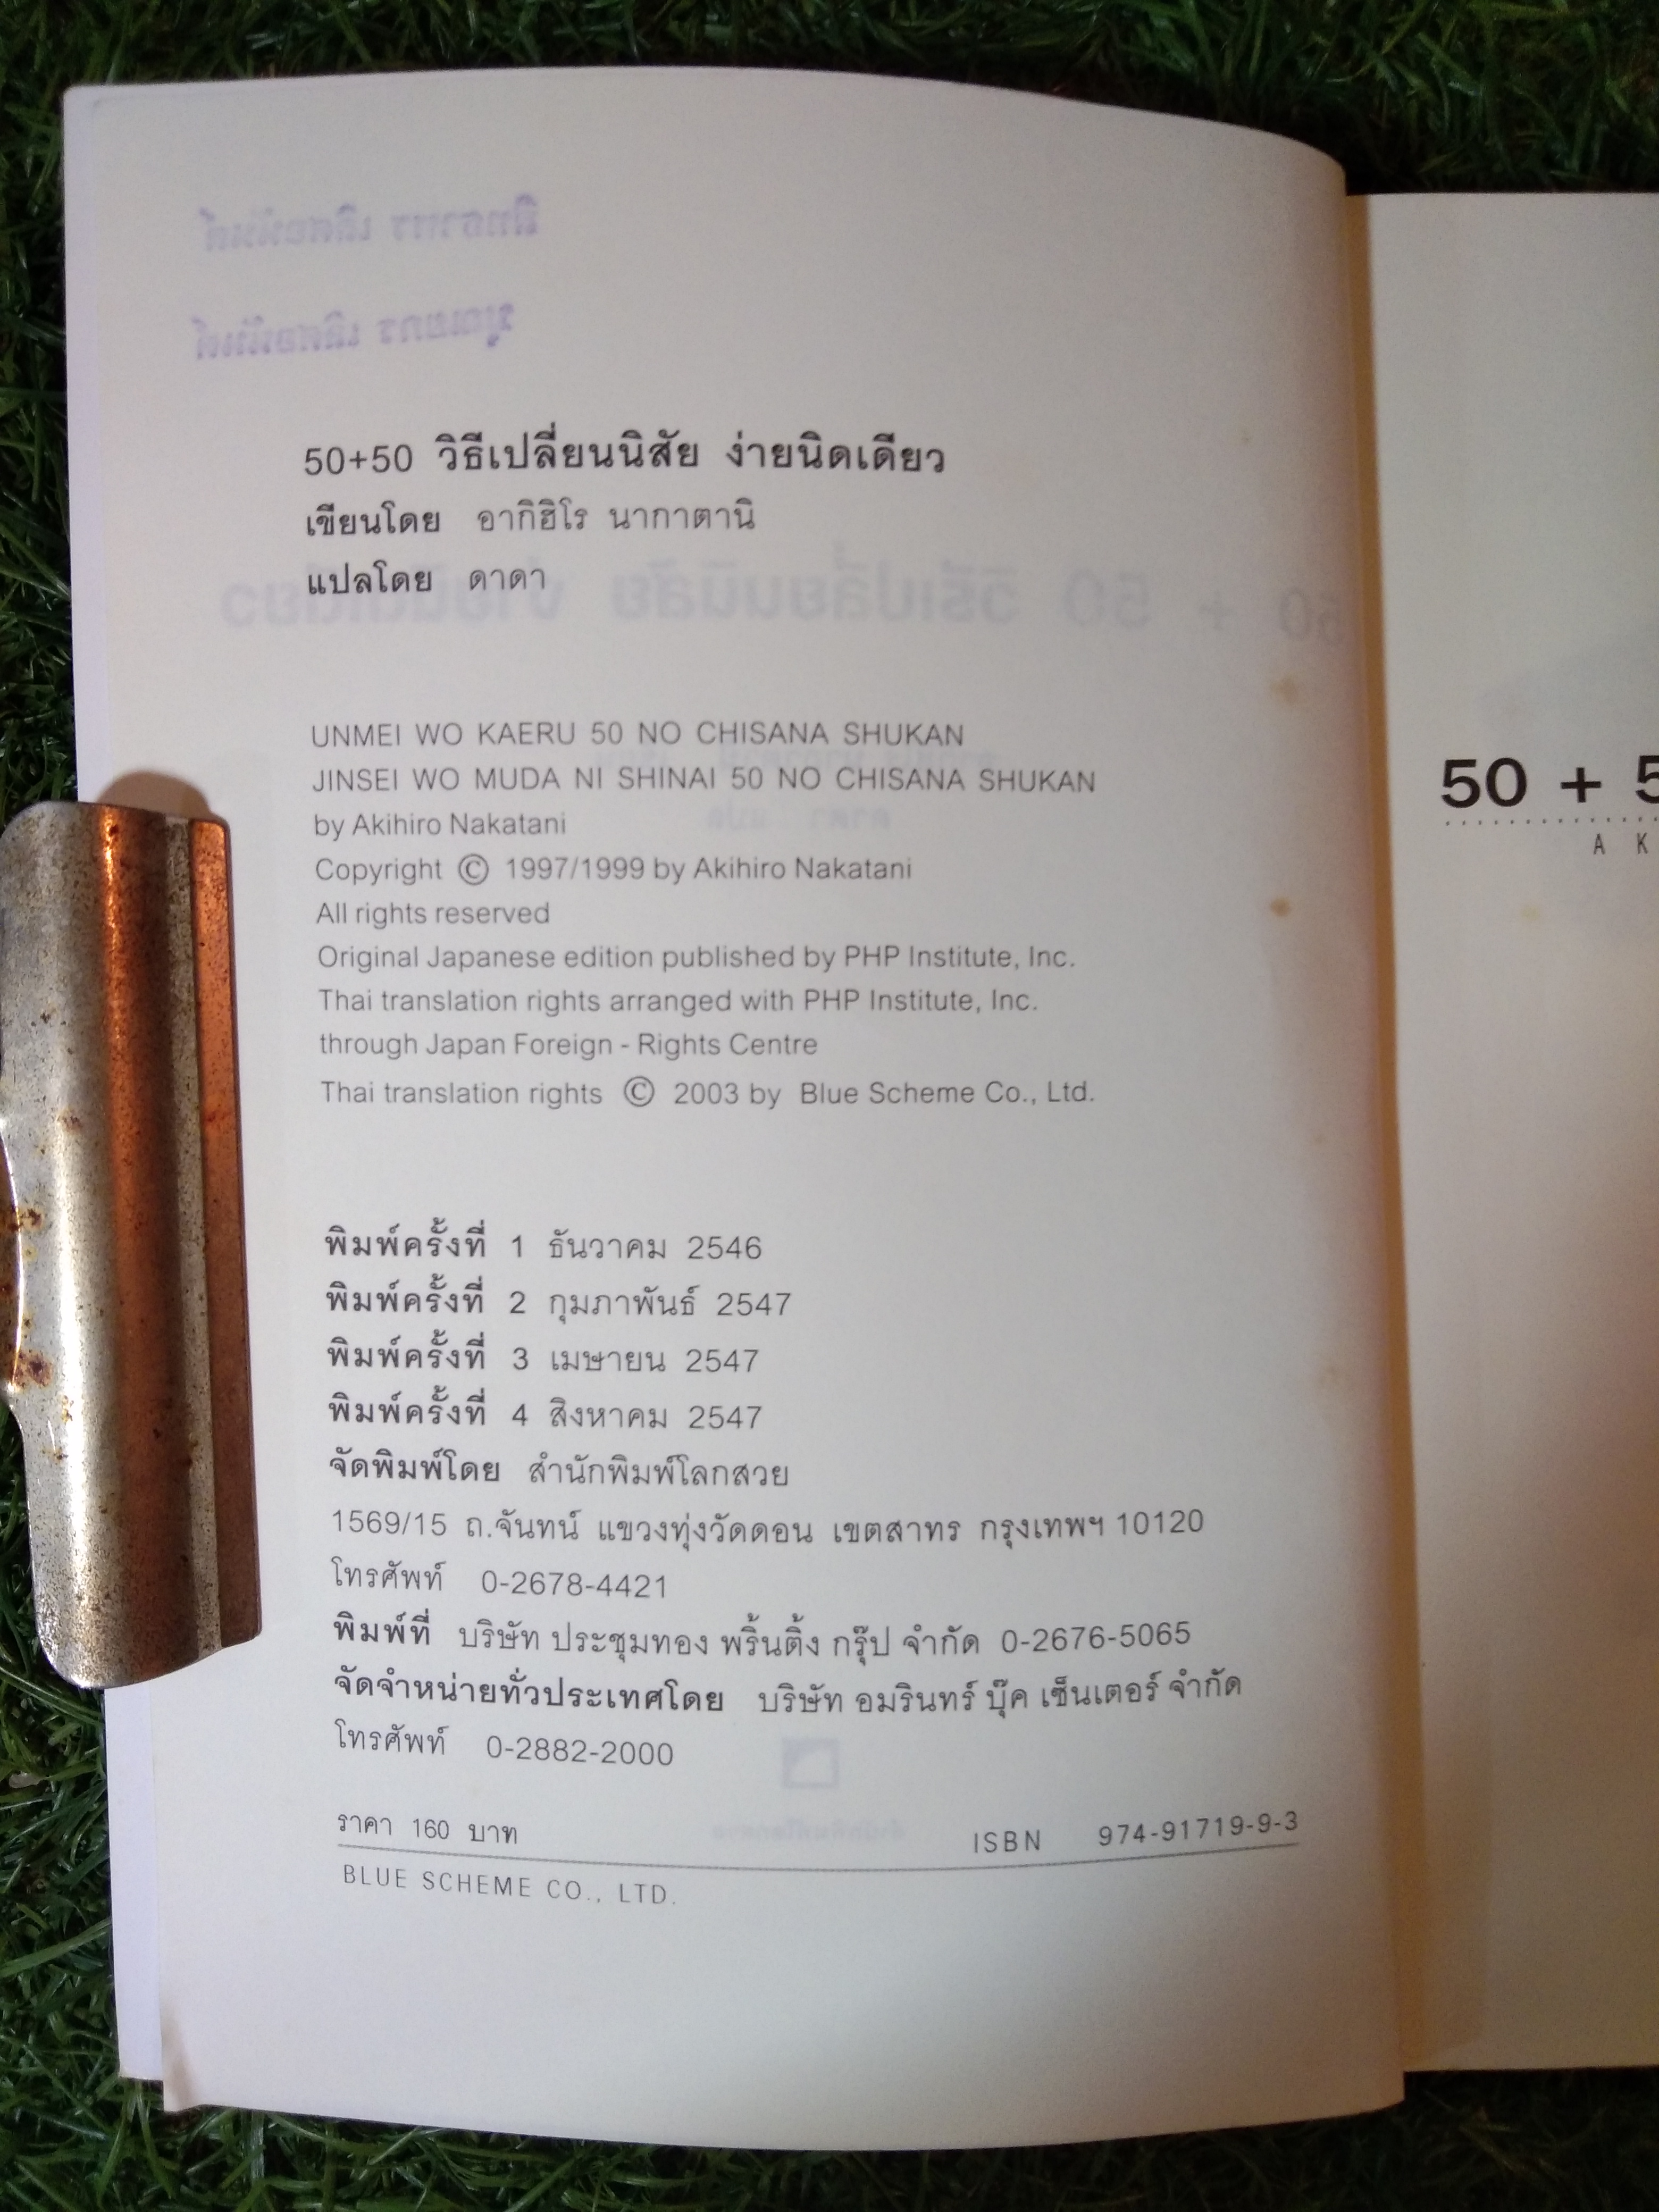 50+50 วิธีเปลี่ยนนิสัย ง่ายนิดเดียว
เขียนโดย อากิฮิโร นากาตานิ
แปลโดย ดาดา
UNMEI WO KAERU 50 NO CHISANA SHUKAN
JINSEI WO MUDA NI SHINAI 50 NO CHISANA SHUKAN
by Akihiro Nakatani
Copyright © 1997/1999 by Akihiro Nakatani
All rights reserved
Original Japanese edition published by PHP Institute, Inc.
Thai translation rights arranged with PHP Institute, Inc.
through Japan Foreign - Rights Centre
Thai translation rights © 2003 by Blue Scheme Co., Ltd.
พิมพ์ครั้งที่ 1 ธันวาคม 2546
พิมพ์ครั้งที่ 2 กุมภาพันธ์ 2547
พิมพ์ครั้งที่ 3 เมษายน 2547
พิมพ์ครั้งที่ 4 สิงหาคม 2547
จัดพิมพ์โดย สำนักพิมพ์โลกสวย
1569/15 ถ.จันทน์ แขวงทุ่งวัดดอน เขตสาทร กรุงเทพฯ 10120
โทรศัพท์ 0-2678-4421
พิมพ์ที่ บริษัท ประชุมทอง พริ้นติ้ง กรุ๊ป จำกัด 0-2676-5065
จัดจำหน่ายทั่วประเทศโดย บริษัท อมรินทร์ บุ๊ค เซ็นเตอร์ จำกัด
โทรศัพท์ 0-2882-2000
ราคา 160 บาท ISBN 974-91719-9-3
BLUE SCHEME CO., LTD.
50 + 5
A K